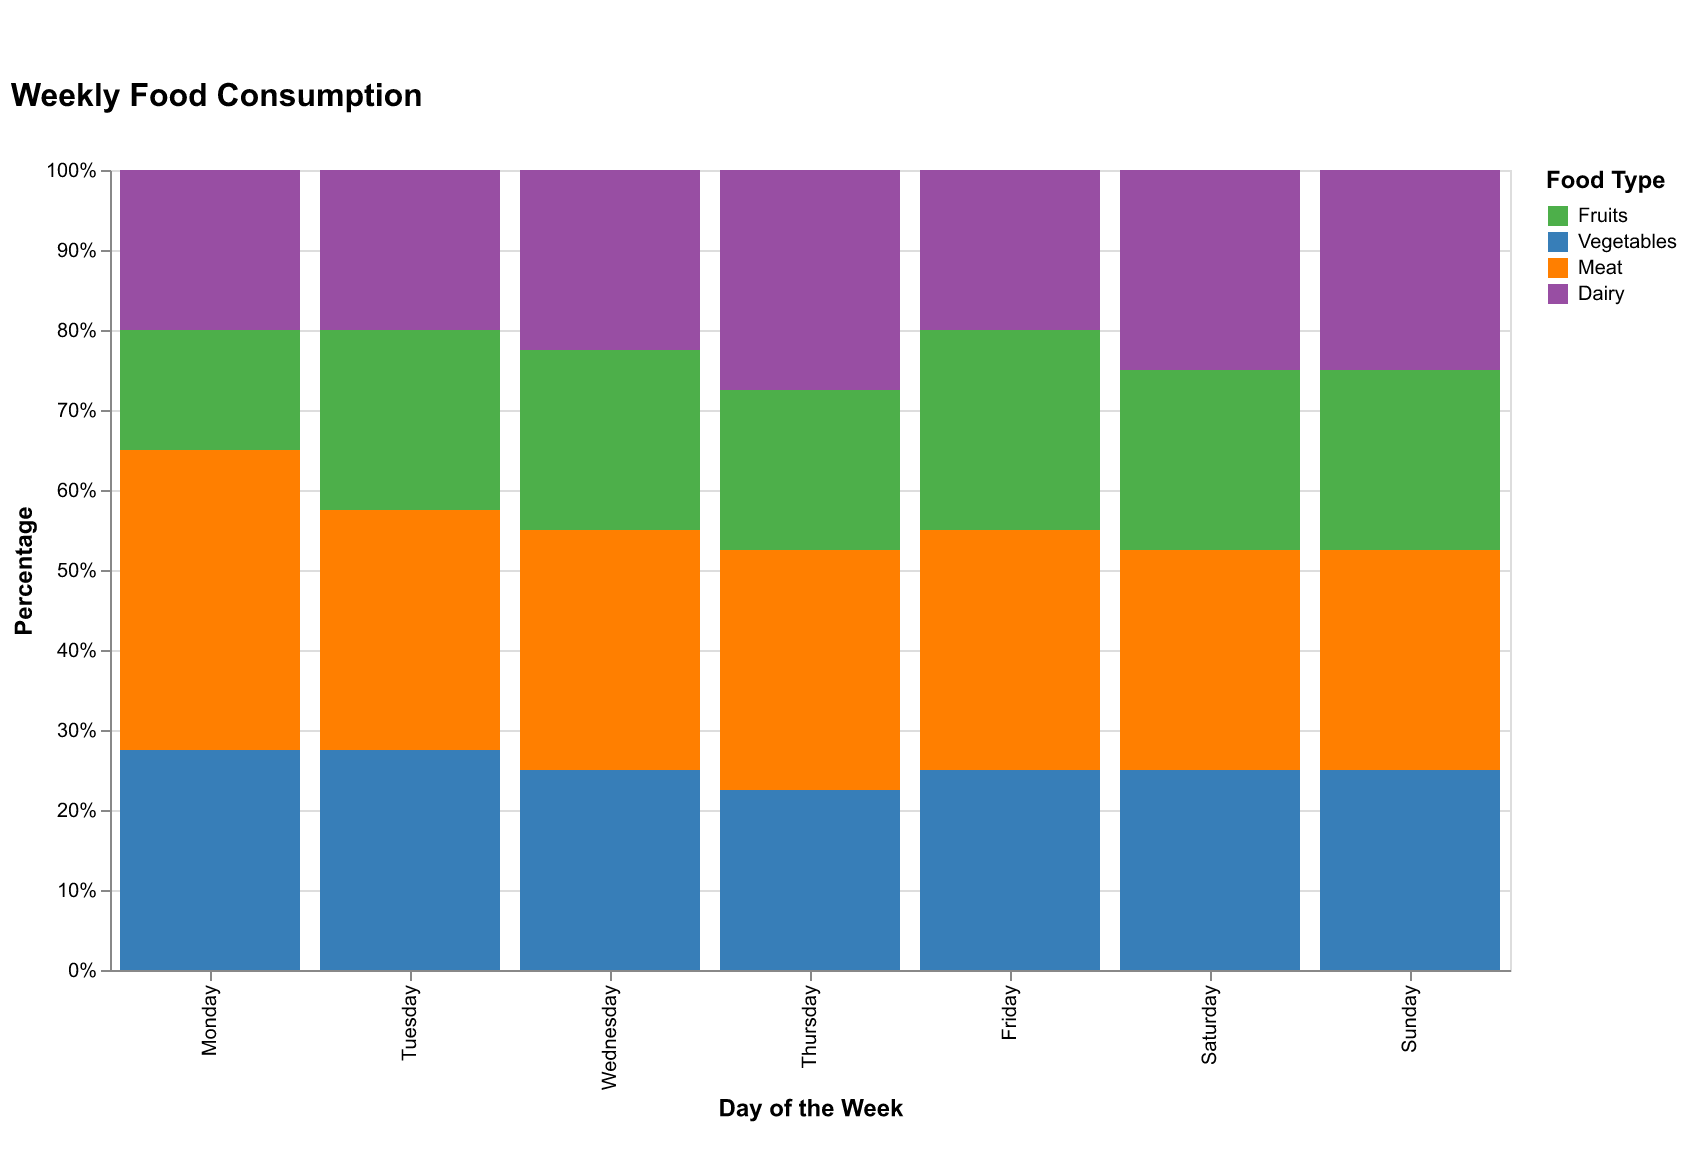 Weekly Food Consumption
Percentage
100%
90%
80%
70%
60%
50%
40%
30%
20%
10%
0%
Monday
Tuesday
Wednesday
Thursday
Friday
Saturday
Sunday
Day of the Week
Food Type
Fruits
Vegetables
Meat
Dairy